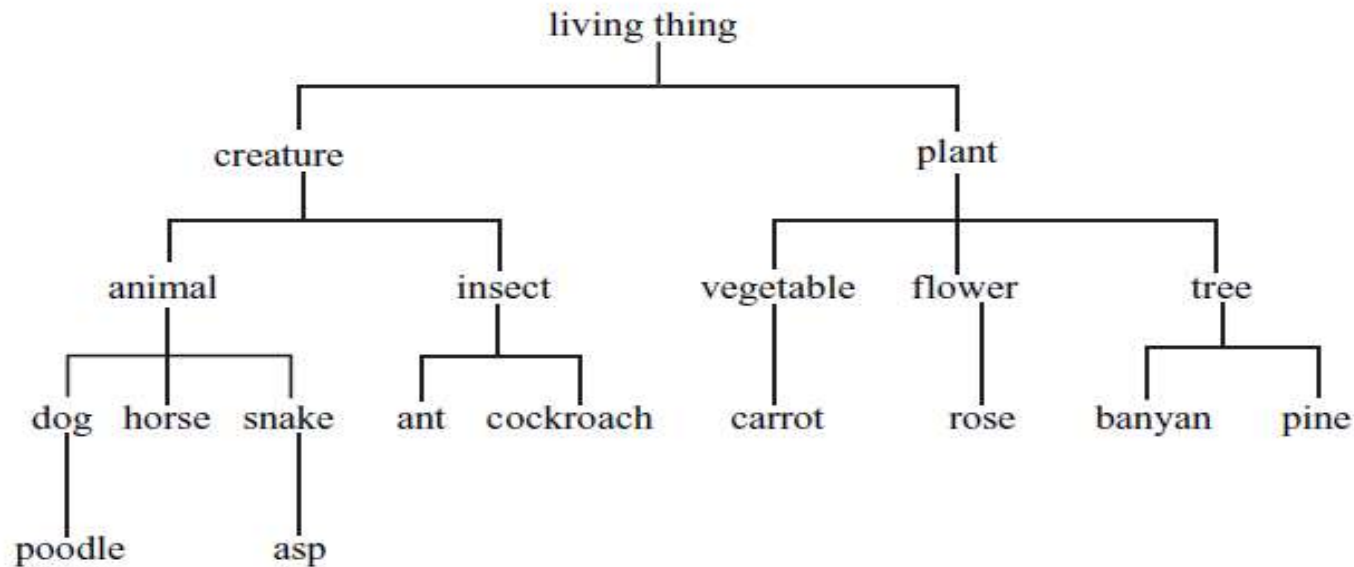 living thing
creature plant
animal insect vegetable flower tree
dog horse snake ant cockroach carrot rose banyan pine
poodle asp